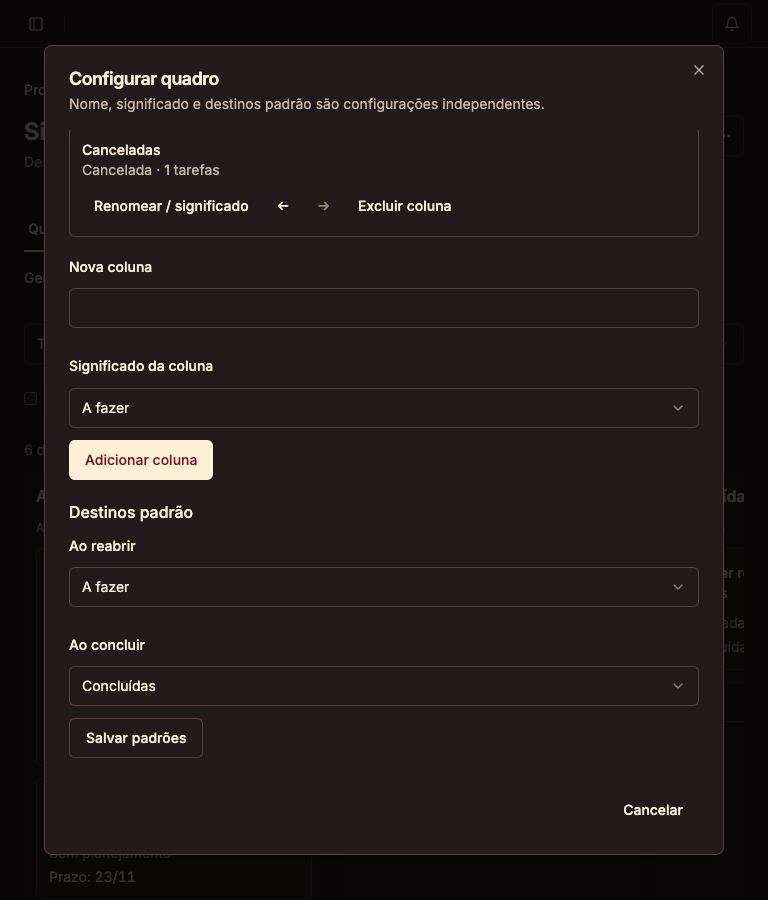 Configurar quadro
Nome, significado e destinos padrão são configurações independentes.
Canceladas
Cancelada · 1 tarefas
Renomear / significado ← → Excluir coluna
Nova coluna
Significado da coluna
A fazer
Adicionar coluna
Destinos padrão
Ao reabrir
A fazer
Ao concluir
Concluídas
Salvar padrões
Cancelar
Prazo: 23/11